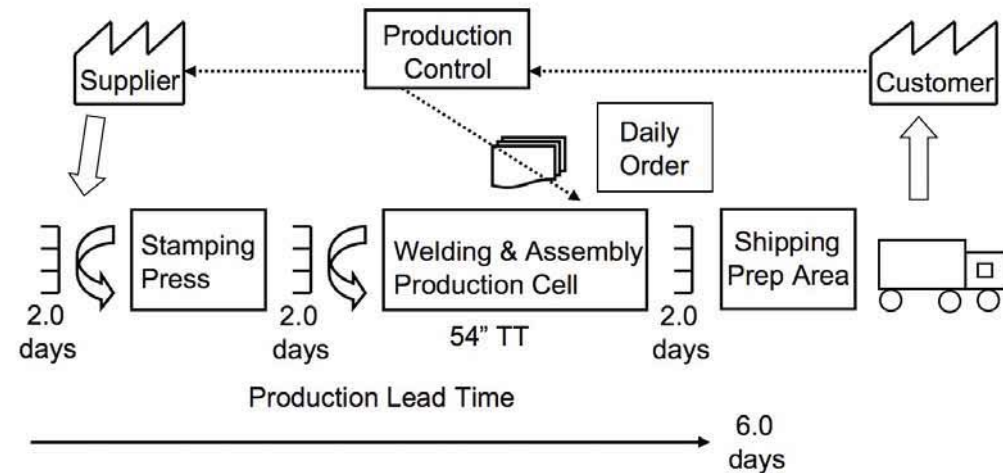 Production
Control
Supplier
Customer
Daily
Order
Stamping
Press
Welding & Assembly
Production Cell
Shipping
Prep Area
2.0
days
2.0
days
54” TT
2.0
days
Production Lead Time
6.0
days